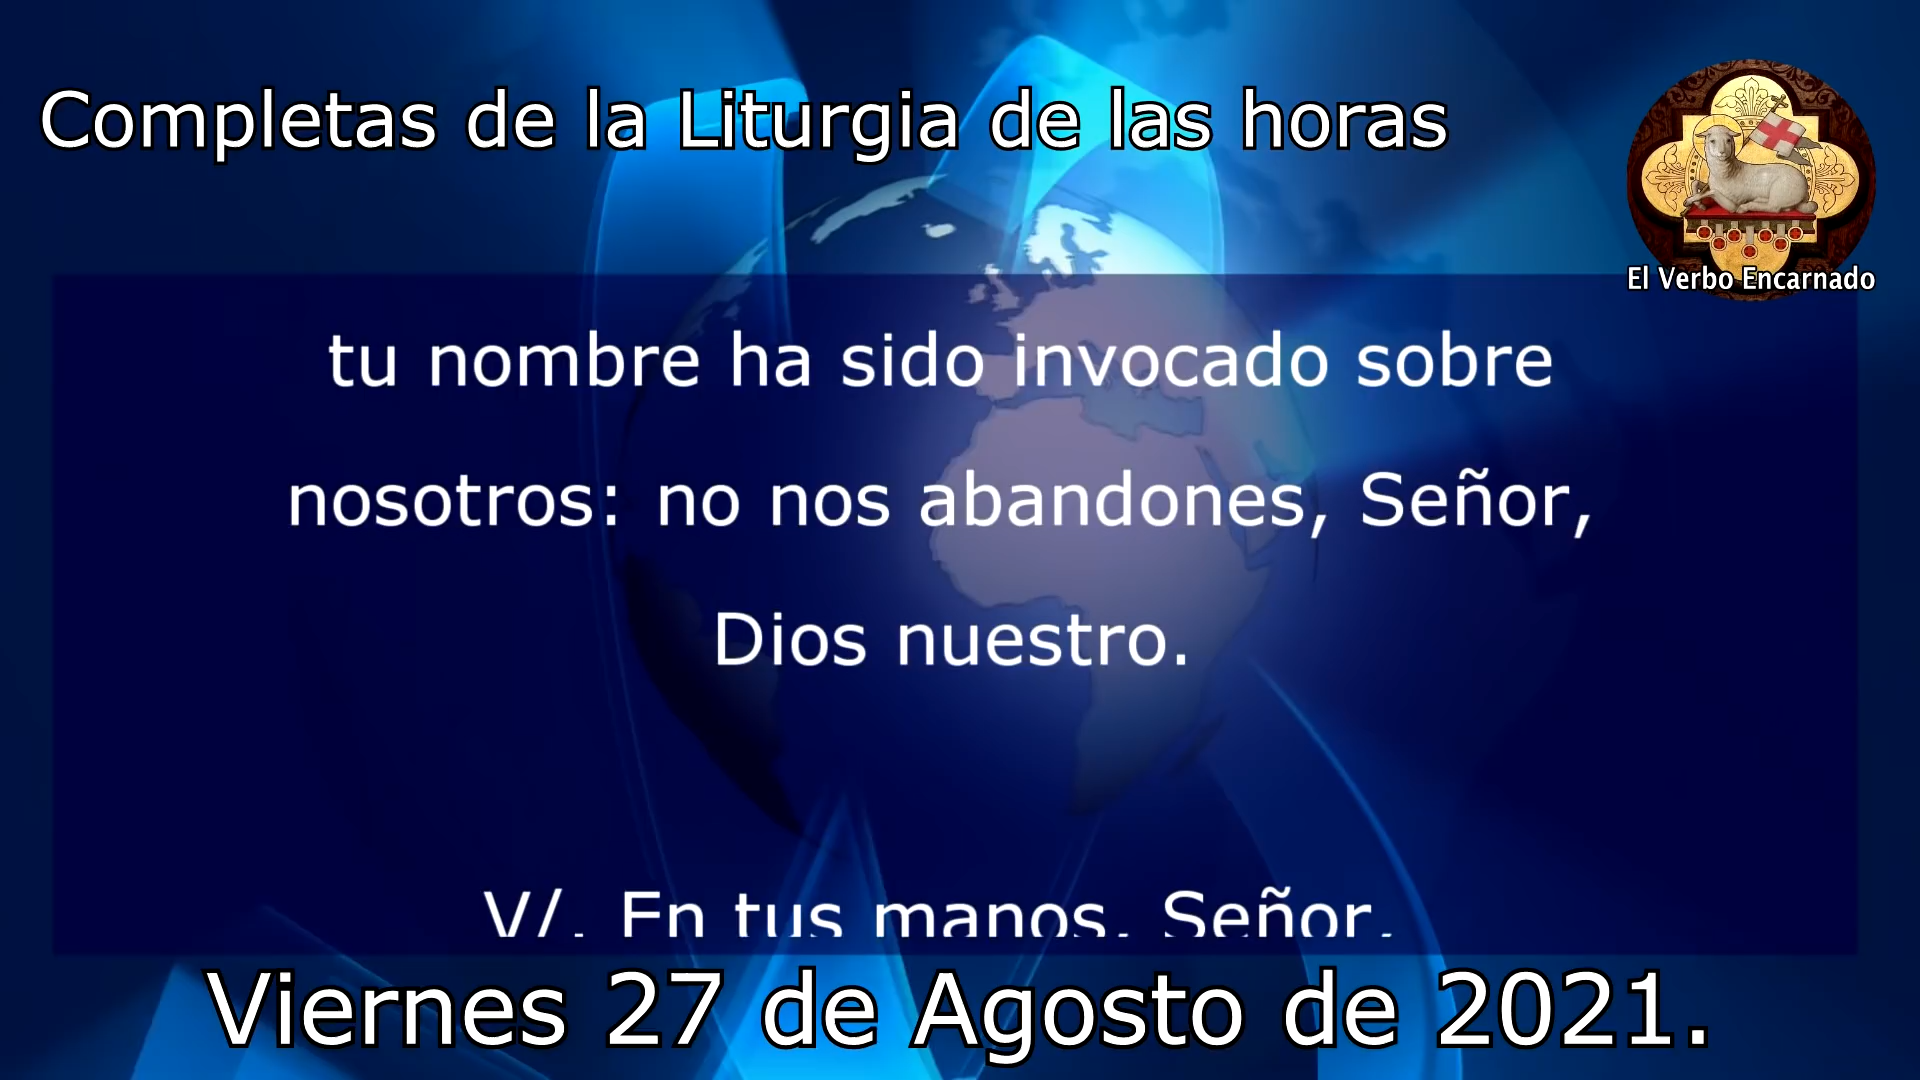 Completas de la Liturgia de las horas
El Verbo Encarnado
tu nombre ha sido invocado sobre
nosotros: no nos abandones, Señor,
Dios nuestro.
V/. En tus manos, Señor,
Viernes 27 de Agosto de 2021.